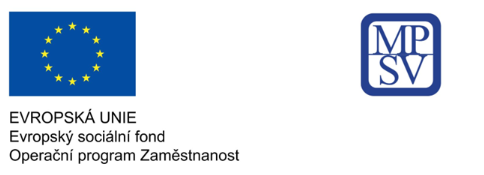 MP
SV
EVROPSKÁ UNIE
Evropský sociální fond
Operační program Zaměstnanost